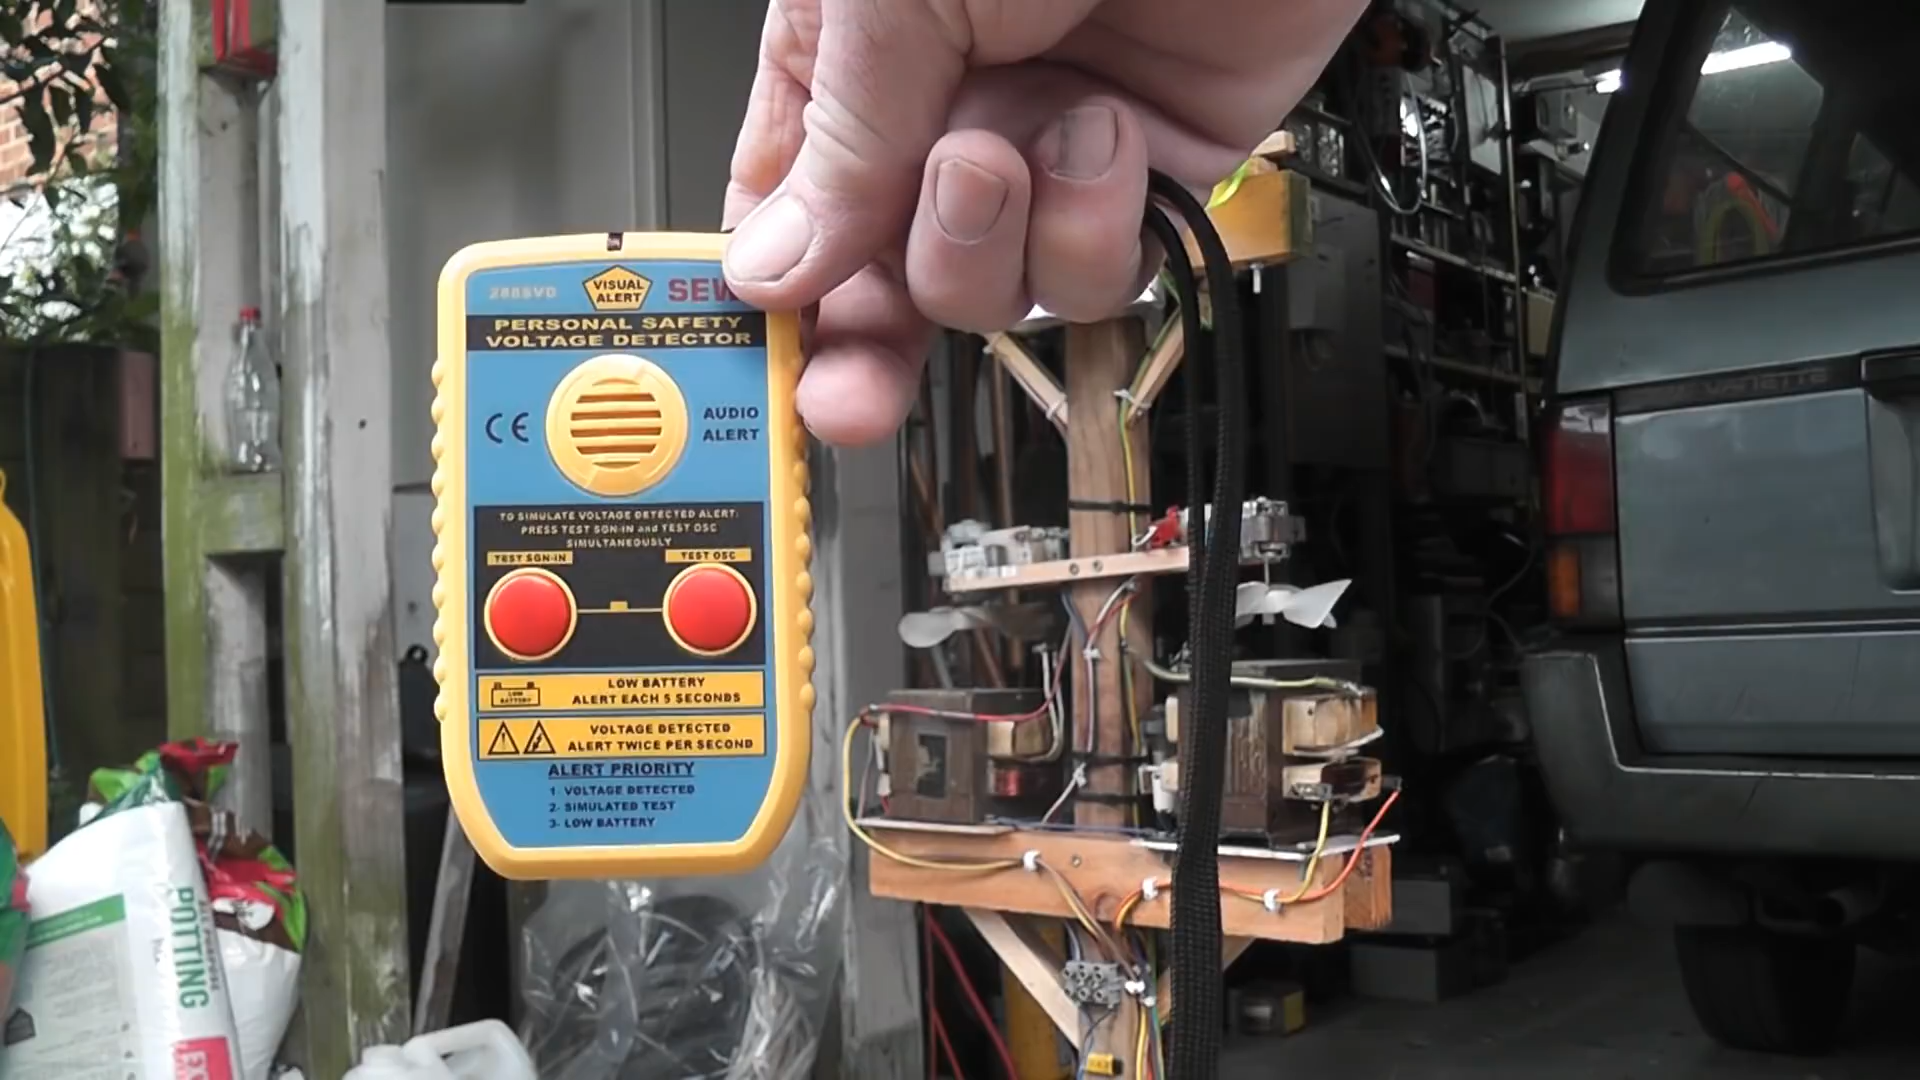 288SVD
VISUAL
ALERT
SEW
PERSONAL SAFETY
VOLTAGE DETECTOR
CE
AUDIO
ALERT
TO SIMULATE VOLTAGE DETECTED ALERT:
PRESS TEST SGN-IN and TEST OSC
SIMULTANEOUSLY
TEST SGN-IN
TEST OSC
LOW
BATTERY
LOW BATTERY
ALERT EACH 5 SECONDS
VOLTAGE DETECTED
ALERT TWICE PER SECOND
ALERT PRIORITY
1- VOLTAGE DETECTED
2- SIMULATED TEST
3- LOW BATTERY
POTTING
VANETTE